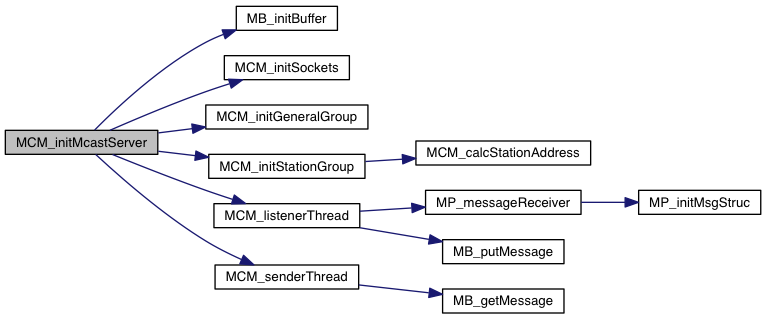 MB_initBuffer
MCM_initSockets
MCM_initGeneralGroup
MCM_initMcastServer
MCM_calcStationAddress
MCM_initStationGroup
MP_messageReceiver
MP_initMsgStruc
MCM_listenerThread
MB_putMessage
MCM_senderThread
MB_getMessage